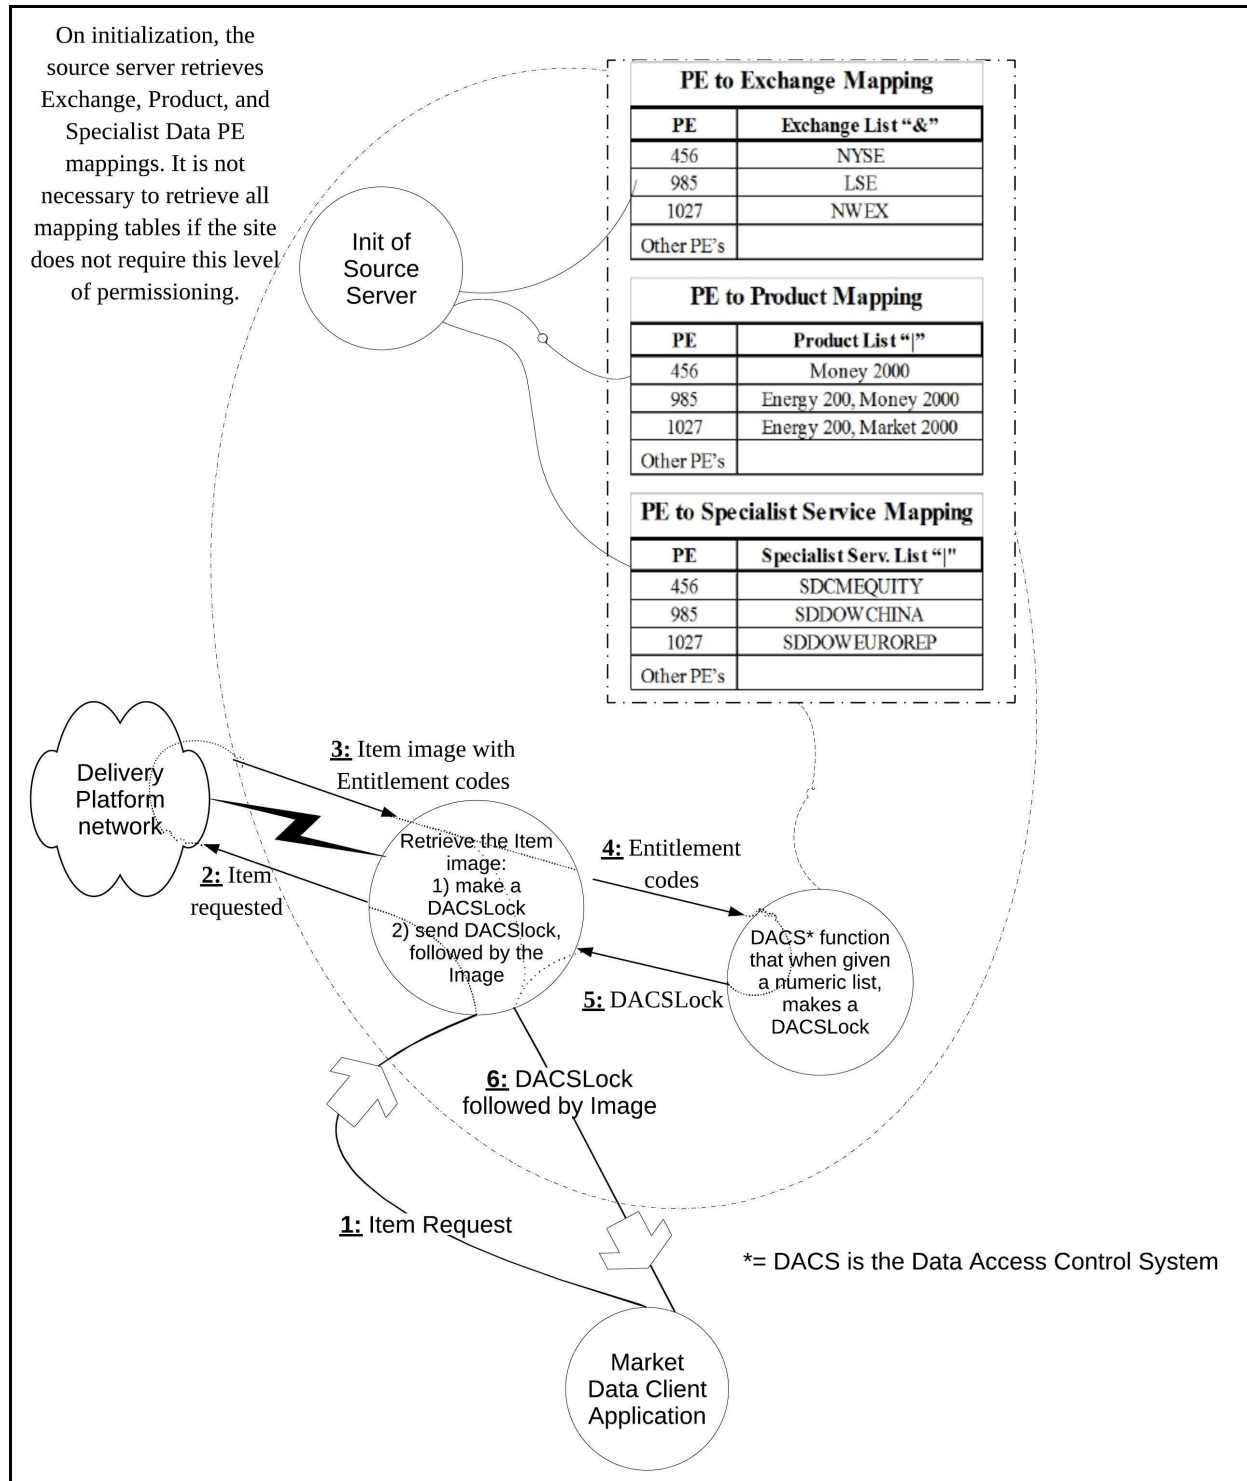 On initialization, the
source server retrieves
Exchange, Product, and
Specialist Data PE
mappings. It is not
necessary to retrieve all
mapping tables if the site
does not require this level
of permissioning.
Init of
Source
Server
PE to Exchange Mapping
PE Exchange List “&”
456 NYSE
985 LSE
1027 NWEX
Other PE’s
PE to Product Mapping
PE Product List “|”
456 Money 2000
985 Energy 200, Money 2000
1027 Energy 200, Market 2000
Other PE’s
PE to Specialist Service Mapping
PE Specialist Serv. List “|"
456 SDCMEQUITY
985 SDDOWCHINA
1027 SDDOWEUROREP
Other PE’s
Delivery
Platform
network
3: Item image with
Entitlement codes
2: Item
requested
Retrieve the Item
image:
1) make a
DACSLock
2) send DACSlock,
followed by the
Image
4: Entitlement
codes
5: DACSLock
DACS* function
that when given
a numeric list,
makes a
DACSLock
6: DACSLock
followed by Image
1: Item Request
*= DACS is the Data Access Control System
Market
Data Client
Application